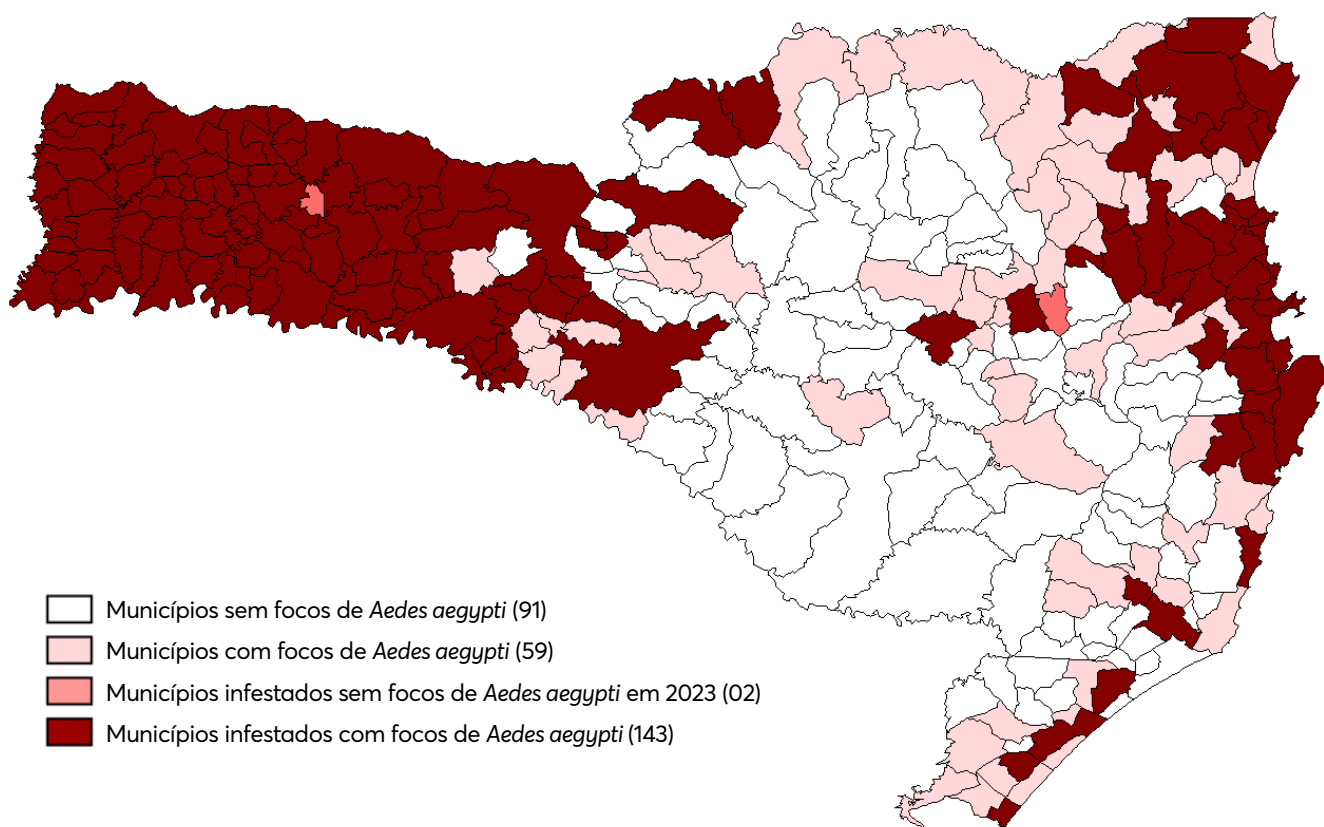 Municípios sem focos de Aedes aegypti (91)
Municípios com focos de Aedes aegypti (59)
Municípios infestados sem focos de Aedes aegypti em 2023 (02)
Municípios infestados com focos de Aedes aegypti (143)